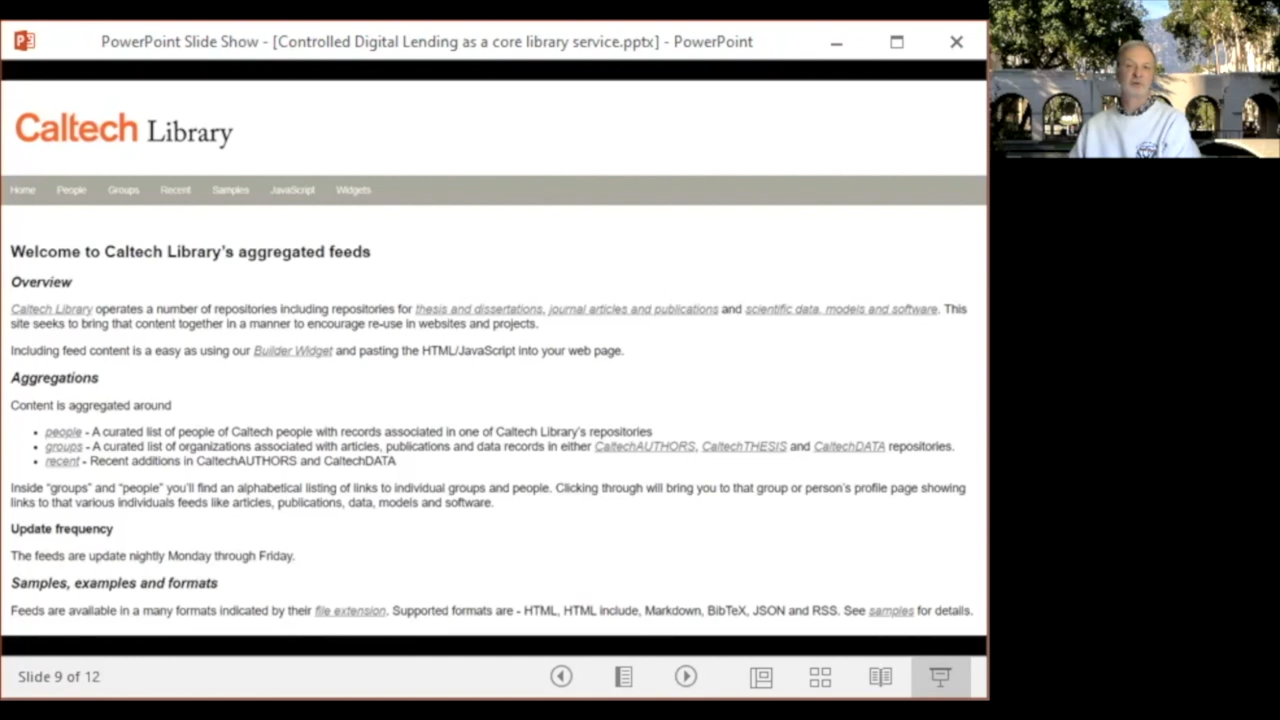 PowerPoint Slide Show - [Controlled Digital Lending as a core library service.pptx] - PowerPoint
Caltech Library
Home People Groups Recent Samples JavaScript Widgets
Welcome to Caltech Library's aggregated feeds
Overview
Caltech Library operates a number of repositories including repositories for thesis and dissertations, journal articles and publications and scientific data, models and software. This
site seeks to bring that content together in a manner to encourage re-use in websites and projects.
Including feed content is a easy as using our Builder Widget and pasting the HTML/JavaScript into your web page.
Aggregations
Content is aggregated around
• people - A curated list of people of Caltech people with records associated in one of Caltech Library's repositories
• groups - A curated list of organizations associated with articles, publications and data records in either CaltechAUTHORS, CaltechTHESIS and CaltechDATA repositories.
• recent - Recent additions in CaltechAUTHORS and CaltechDATA
Inside “groups” and “people” you'll find an alphabetical listing of links to individual groups and people. Clicking through will bring you to that group or person's profile page showing
links to that various individuals feeds like articles, publications, data, models and software.
Update frequency
The feeds are update nightly Monday through Friday.
Samples, examples and formats
Feeds are available in a many formats indicated by their file extension. Supported formats are - HTML, HTML include, Markdown, BibTeX, JSON and RSS. See samples for details.
Slide 9 of 12